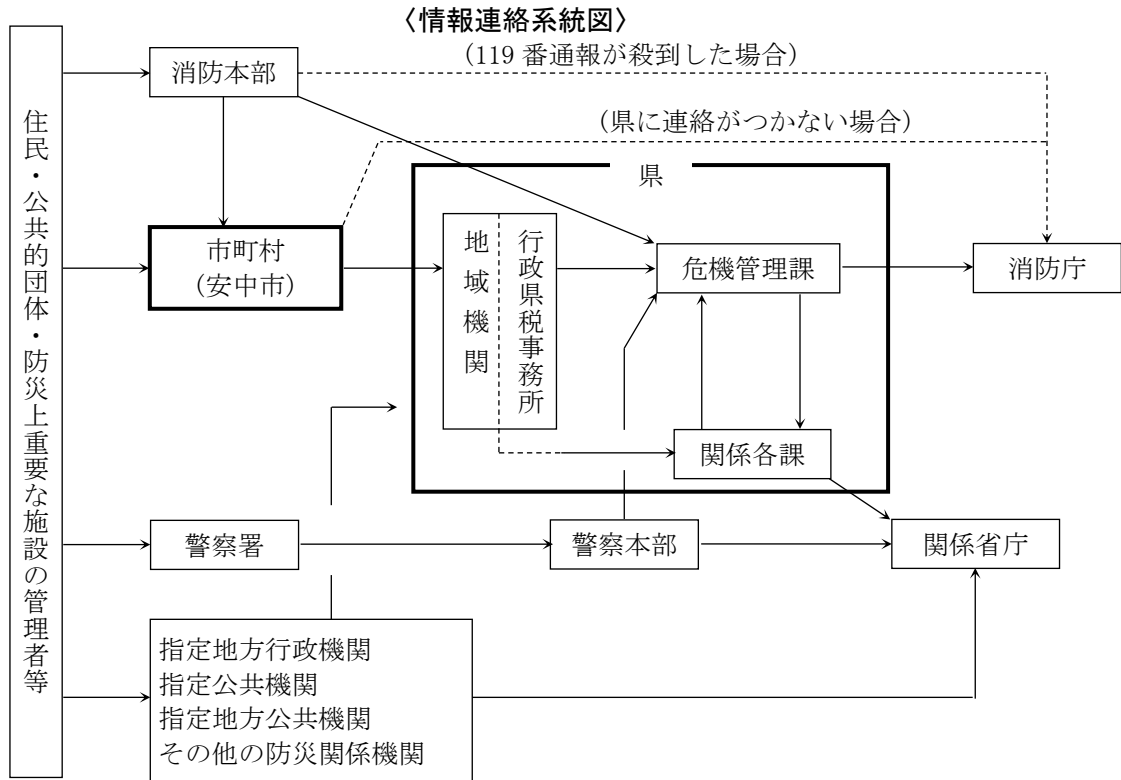 〈情報連絡系統図〉
(119 番通報が殺到した場合)
消防本部
(県に連絡がつかない場合)
県
住民・公共的団体・防災上重要な施設の管理者等
市町村
(安中市)
地域機関
行政県税事務所
危機管理課
消防庁
関係各課
警察署
警察本部
関係省庁
指定地方行政機関
指定公共機関
指定地方公共機関
その他の防災関係機関